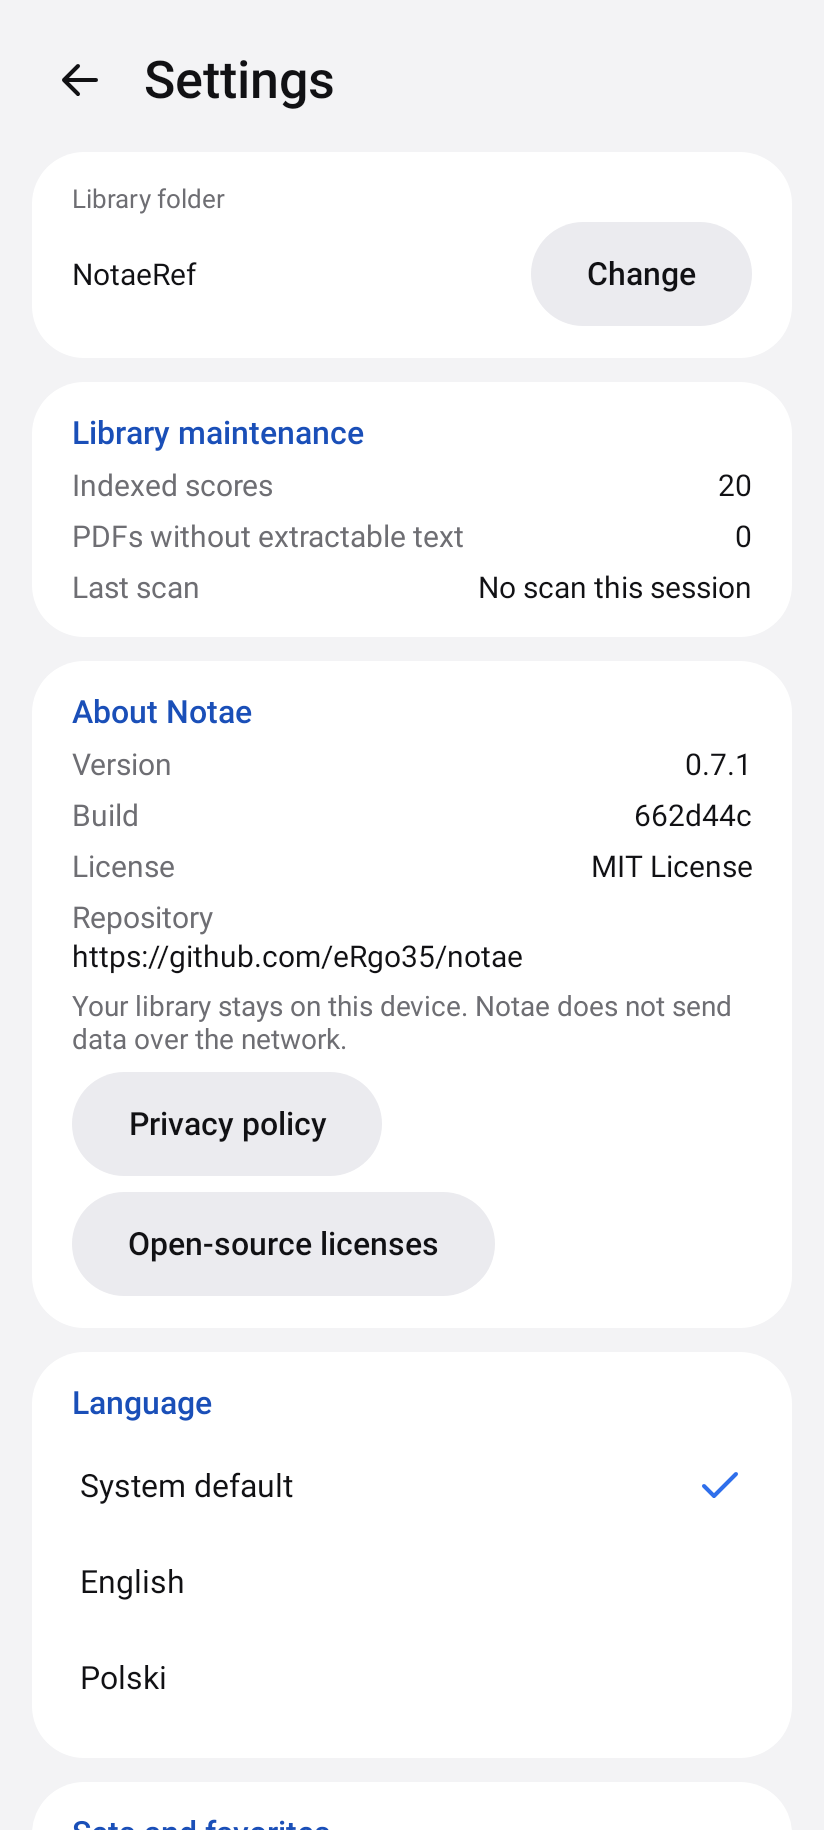 Settings
Library folder
NotaeRef
Change
Library maintenance
Indexed scores 20
PDFs without extractable text 0
Last scan No scan this session
About Notae
Version 0.7.1
Build 662d44c
License MIT License
Repository
https://github.com/eRgo35/notae
Your library stays on this device. Notae does not send
data over the network.
Privacy policy
Open-source licenses
Language
System default
English
Polski
Sets and favorites